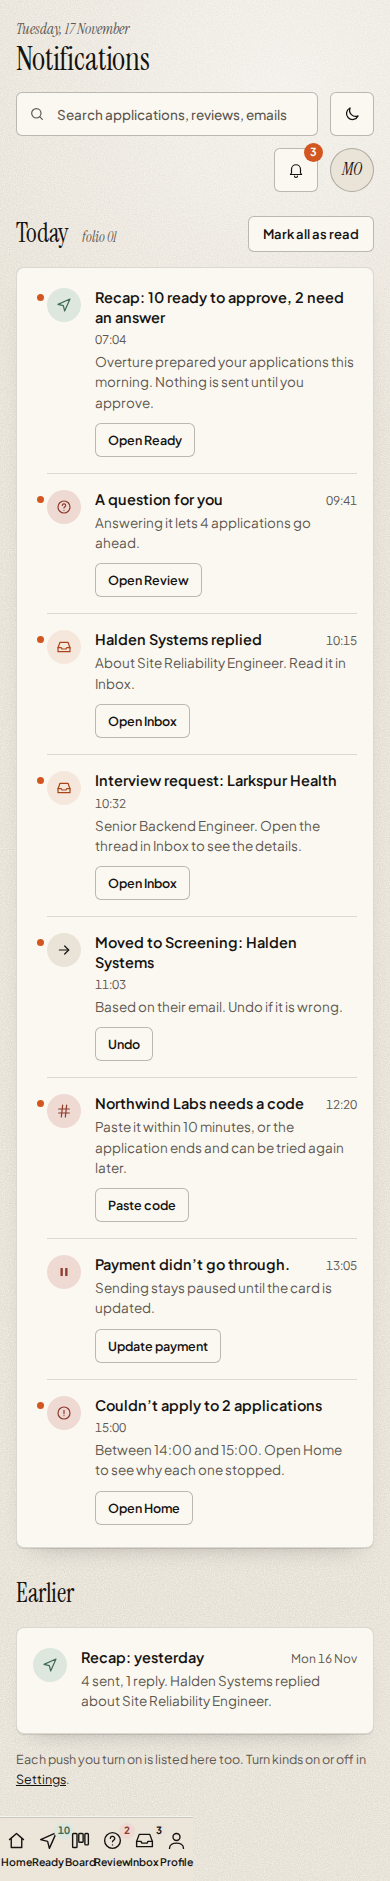 Tuesday, 17 November
Notifications
Search applications, reviews, emails
3
MO
Today folio 01
Mark all as read
Recap: 10 ready to approve, 2 need
an answer
07:04
Overture prepared your applications this
morning. Nothing is sent until you
approve.
Open Ready
A question for you 09:41
Answering it lets 4 applications go
ahead.
Open Review
Halden Systems replied 10:15
About Site Reliability Engineer. Read it in
Inbox.
Open Inbox
Interview request: Larkspur Health
10:32
Senior Backend Engineer. Open the
thread in Inbox to see the details.
Open Inbox
Moved to Screening: Halden
Systems
11:03
Based on their email. Undo if it is wrong.
Undo
Northwind Labs needs a code 12:20
Paste it within 10 minutes, or the
application ends and can be tried again
later.
Paste code
Payment didn’t go through. 13:05
Sending stays paused until the card is
updated.
Update payment
Couldn’t apply to 2 applications
15:00
Between 14:00 and 15:00. Open Home
to see why each one stopped.
Open Home
Earlier
Recap: yesterday Mon 16 Nov
4 sent, 1 reply. Halden Systems replied
about Site Reliability Engineer.
Each push you turn on is listed here too. Turn kinds on or off in
Settings.
10 2 3
Home Ready Board Review Inbox Profile